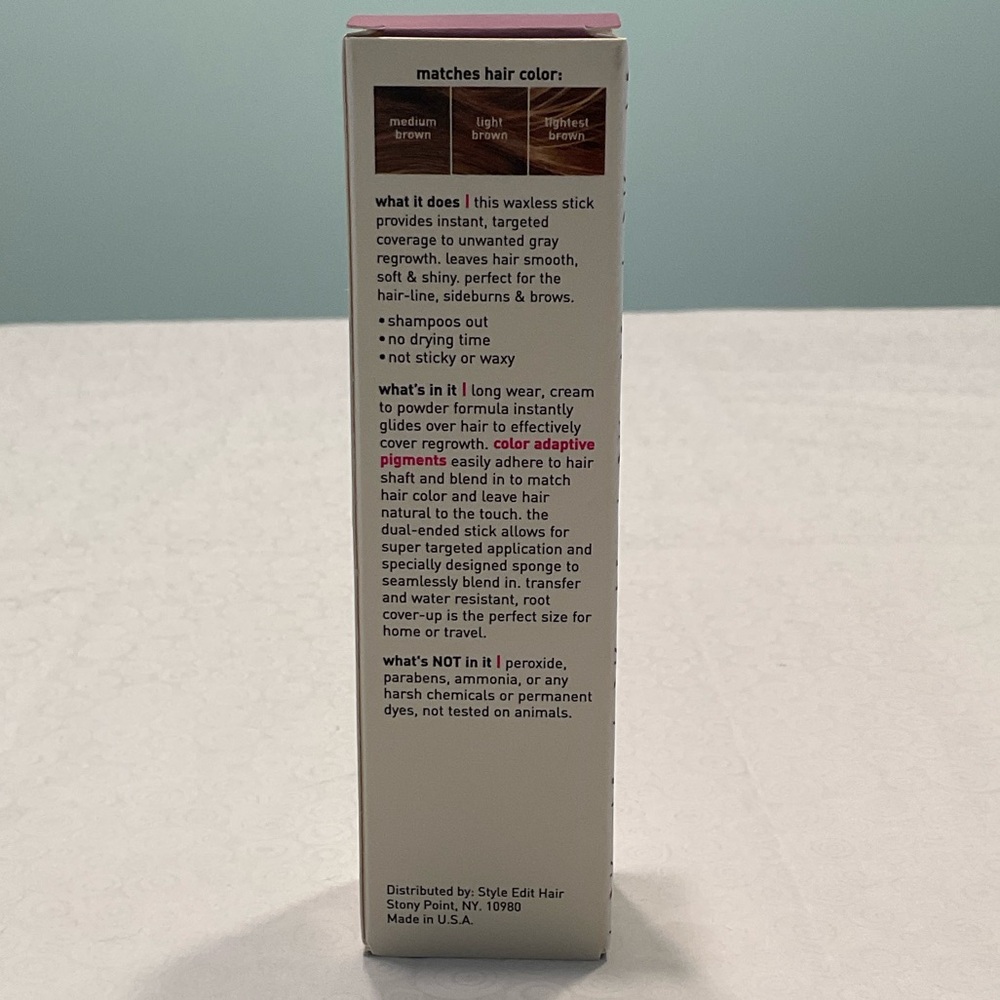 matches hair color:
medium brown
light brown
lightest brown
what it does | this waxless stick
provides instant, targeted
coverage to unwanted gray
regrowth. leaves hair smooth,
soft & shiny. perfect for the
hair-line, sideburns & brows.
• shampoos out
• no drying time
• not sticky or waxy
what's in it | long wear, cream
to powder formula instantly
glides over hair to effectively
cover regrowth. color adaptive
pigments easily adhere to hair
shaft and blend in to match
hair color and leave hair
natural to the touch. the
dual-ended stick allows for
super targeted application and
specially designed sponge to
seamlessly blend in. transfer
and water resistant, root
cover-up is the perfect size for
home or travel.
what's NOT in it | peroxide,
parabens, ammonia, or any
harsh chemicals or permanent
dyes, not tested on animals.
Distributed by: Style Edit Hair
Stony Point, NY. 10980
Made in U.S.A.